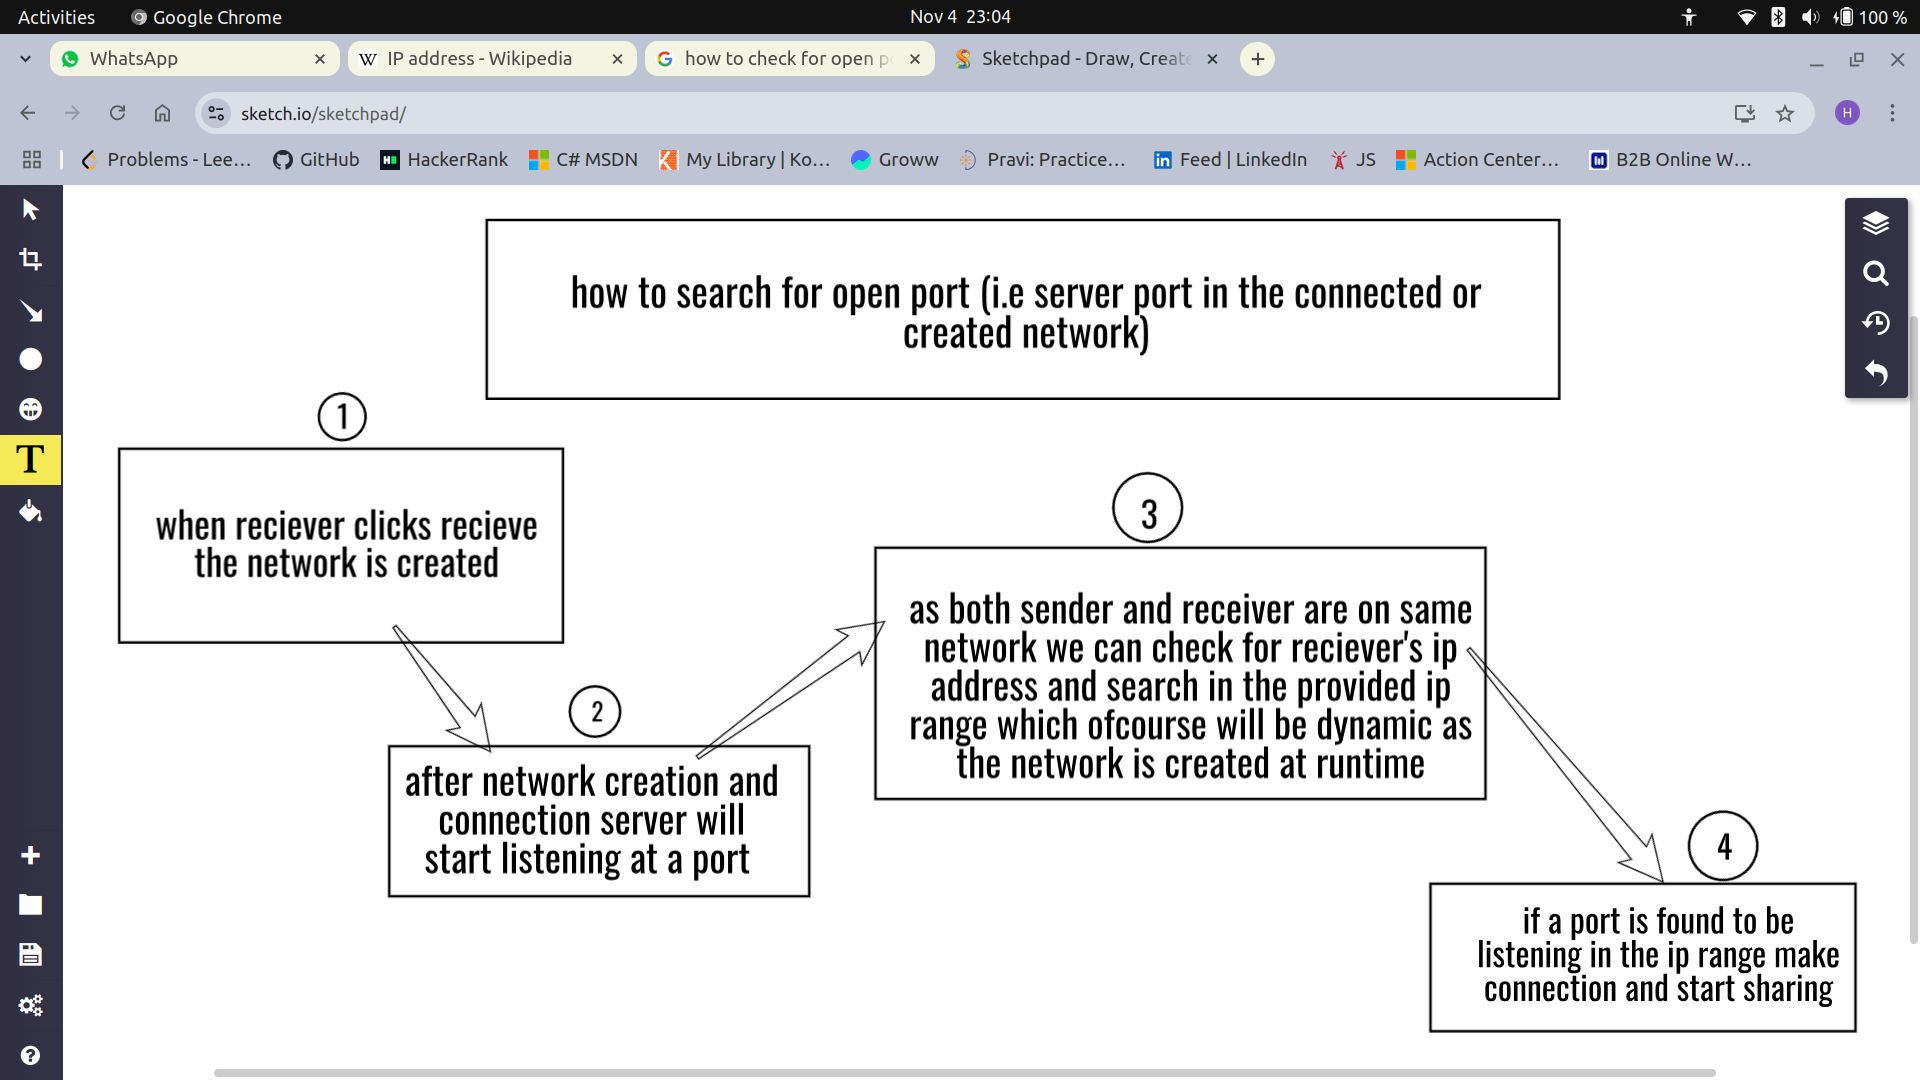 Activities
Google Chrome
Nov 4 23:04
100 %
WhatsApp
IP address - Wikipedia
how to check for open po
Sketchpad - Draw, Create
sketch.io/sketchpad/
H
Problems - Lee...
GitHub
HackerRank
C# MSDN
My Library | Ko...
Groww
Pravi: Practice...
Feed | LinkedIn
JS
Action Center...
B2B Online W...
how to search for open port (i.e server port in the connected or
created network)
1
when reciever clicks recieve
the network is created
2
after network creation and
connection server will
start listening at a port
3
as both sender and receiver are on same
network we can check for reciever's ip
address and search in the provided ip
range which ofcourse will be dynamic as
the network is created at runtime
4
if a port is found to be
listening in the ip range make
connection and start sharing